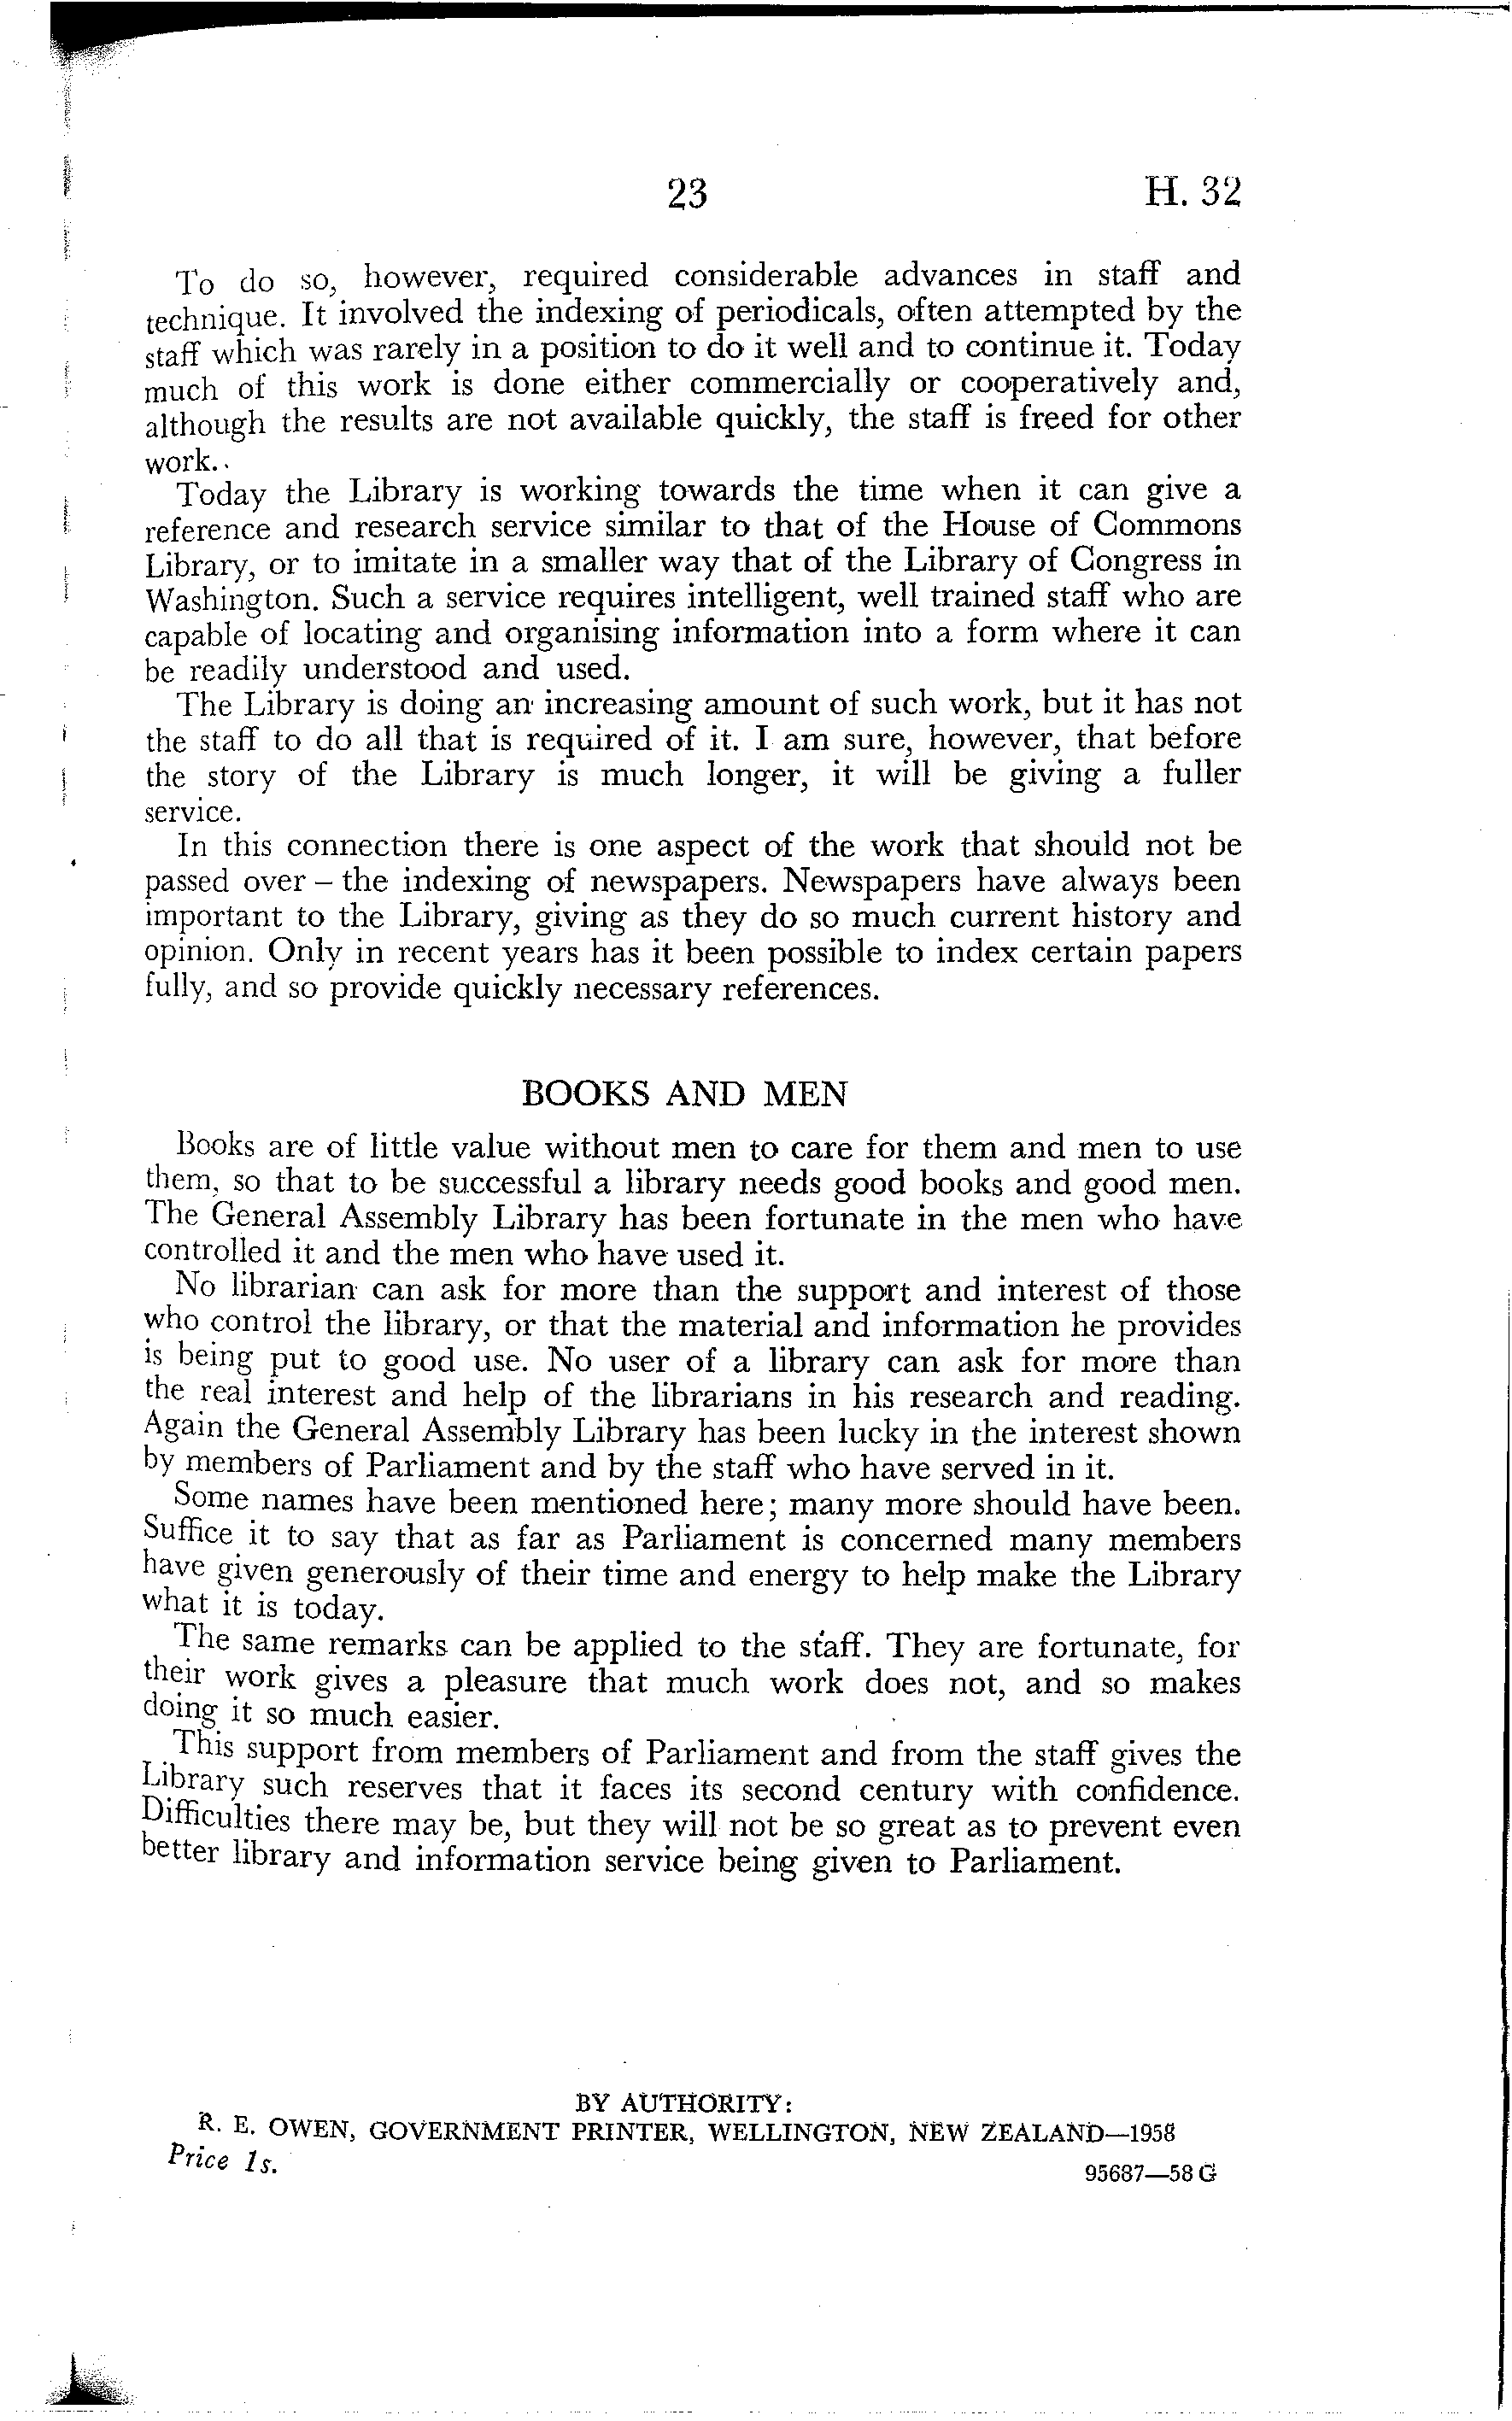 23 H. 32
To do so, however, required considerable advances in staff and
technique. It involved the indexing of periodicals, often attempted by the
staff which was rarely in a position to do it well and to continue it. Today
much of this work is done either commercially or cooperatively and,
although the results are not available quickly, the staff is freed for other
work.
Today the Library is working towards the time when it can give a
reference and research service similar to that of the House of Commons
Library, or to imitate in a smaller way that of the Library of Congress in
Washington. Such a service requires intelligent, well trained staff who are
capable of locating and organising information into a form where it can
be readily understood and used.
The Library is doing an increasing amount of such work, but it has not
the staff to do all that is required of it. I am sure, however, that before
the story of the Library is much longer, it will be giving a fuller
service.
In this connection there is one aspect of the work that should not be
passed over – the indexing of newspapers. Newspapers have always been
important to the Library, giving as they do so much current history and
opinion. Only in recent years has it been possible to index certain papers
fully, and so provide quickly necessary references.
BOOKS AND MEN
Books are of little value without men to care for them and men to use
them, so that to be successful a library needs good books and good men.
The General Assembly Library has been fortunate in the men who have
controlled it and the men who have used it.
No librarian can ask for more than the support and interest of those
who control the library, or that the material and information he provides
is being put to good use. No user of a library can ask for more than
the real interest and help of the librarians in his research and reading.
Again the General Assembly Library has been lucky in the interest shown
by members of Parliament and by the staff who have served in it.
Some names have been mentioned here; many more should have been.
Suffice it to say that as far as Parliament is concerned many members
have given generously of their time and energy to help make the Library
what it is today.
The same remarks can be applied to the staff. They are fortunate, for
their work gives a pleasure that much work does not, and so makes
doing it so much easier.
This support from members of Parliament and from the staff gives the
Library such reserves that it faces its second century with confidence.
Difficulties there may be, but they will not be so great as to prevent even
better library and information service being given to Parliament.
BY AUTHORITY:
R. E. OWEN, GOVERNMENT PRINTER, WELLINGTON, NEW ZEALAND—1958
Price 1s. 95687—58 G